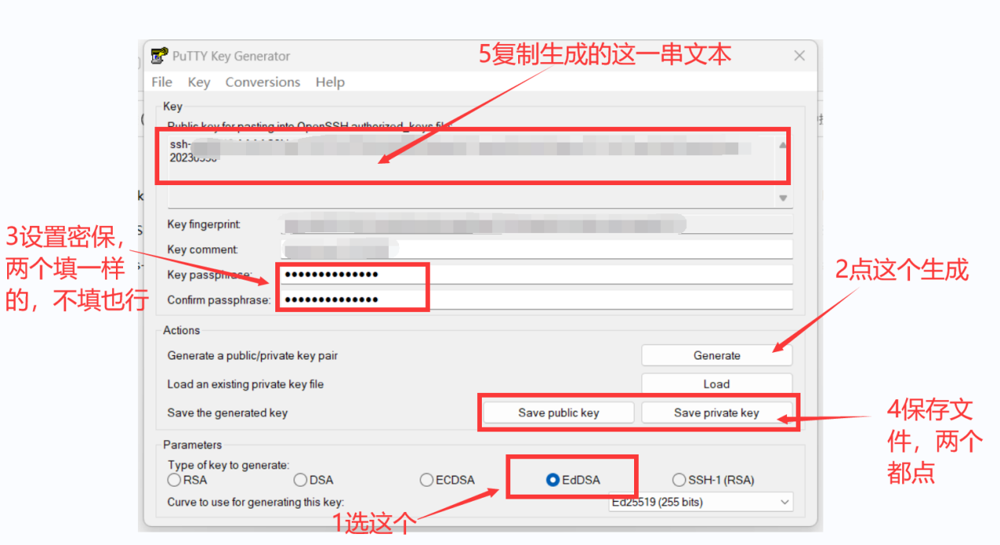 PuTTY Key Generator
5复制生成的这一串文本
File Key Conversions Help
Key
Public key for pasting into OpenSSH authorized_keys file:
ssh-
Key fingerprint:
Key comment:
Key passphrase:
Confirm passphrase:
3设置密保，
两个填一样
的，不填也行
2点这个生成
Actions
Generate a public/private key pair
Generate
Load an existing private key file
Load
Save the generated key
Save public key
Save private key
4保存文
件，两个
都点
Parameters
Type of key to generate:
RSA DSA ECDSA EdDSA SSH-1 (RSA)
Curve to use for generating this key:
Ed25519 (255 bits)
1选这个